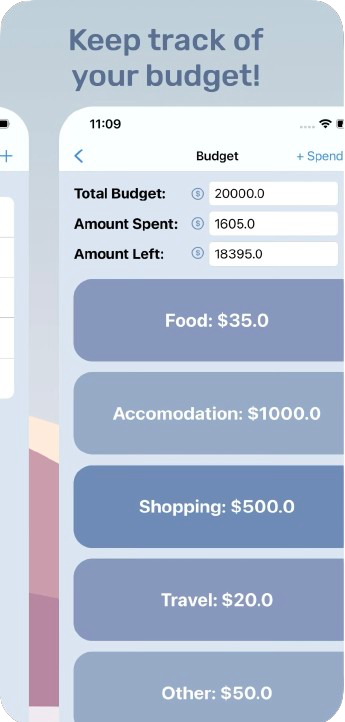 Keep track of
your budget!
11:09
Budget
+ Spend
Total Budget: $ 20000.0
Amount Spent: $ 1605.0
Amount Left: $ 18395.0
Food: $35.0
Accomodation: $1000.0
Shopping: $500.0
Travel: $20.0
Other: $50.0